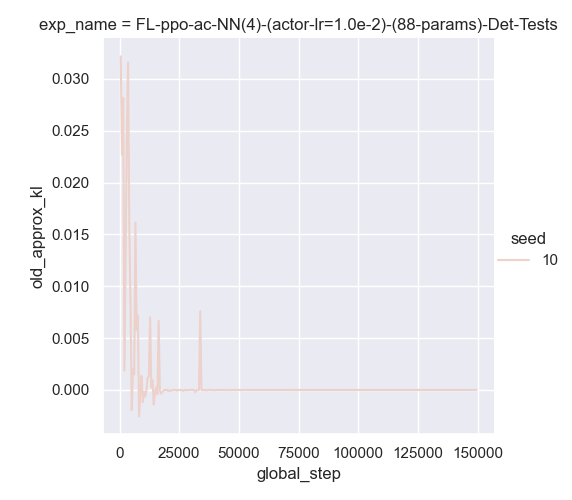 exp_name = FL-ppo-ac-NN(4)-(actor-lr=1.0e-2)-(88-params)-Det-Tests
0.030
0.025
0.020
0.015
0.010
0.005
0.000
old_approx_kl
seed
10
0 25000 50000 75000 100000 125000 150000
global_step